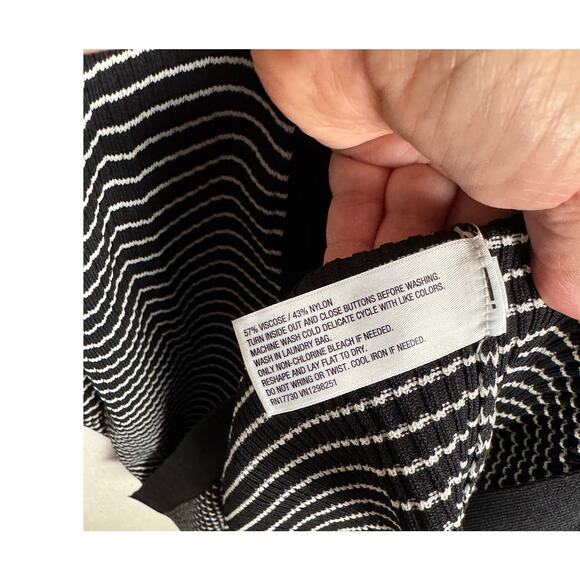 57% VISCOSE / 43% NYLON
TURN INSIDE OUT AND CLOSE BUTTONS BEFORE WASHING.
MACHINE WASH COLD DELICATE CYCLE WITH LIKE COLORS.
WASH IN LAUNDRY BAG.
ONLY NON-CHLORINE BLEACH IF NEEDED.
RESHAPE AND LAY FLAT TO DRY.
DO NOT WRING OR TWIST. COOL IRON IF NEEDED.
RN17730 VN1298251